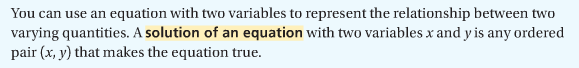 You can use an equation with two variables to represent the relationship between two
varying quantities. A solution of an equation with two variables x and y is any ordered
pair (x, y) that makes the equation true.